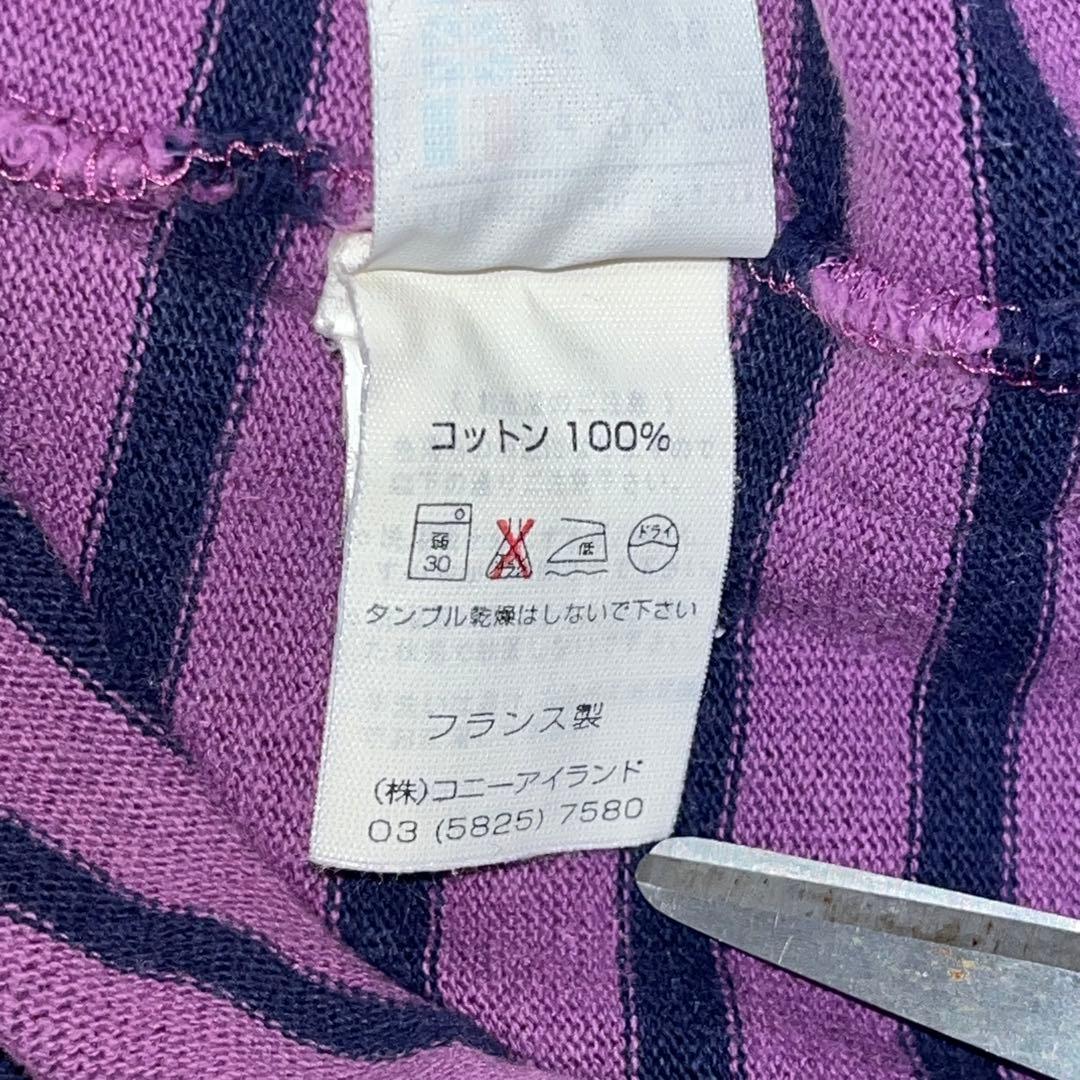 コットン 100%
弱
30
低
ドライ
タンブル乾燥はしないで下さい
フランス製
(株)コニーアイランド
03 (5825) 7580